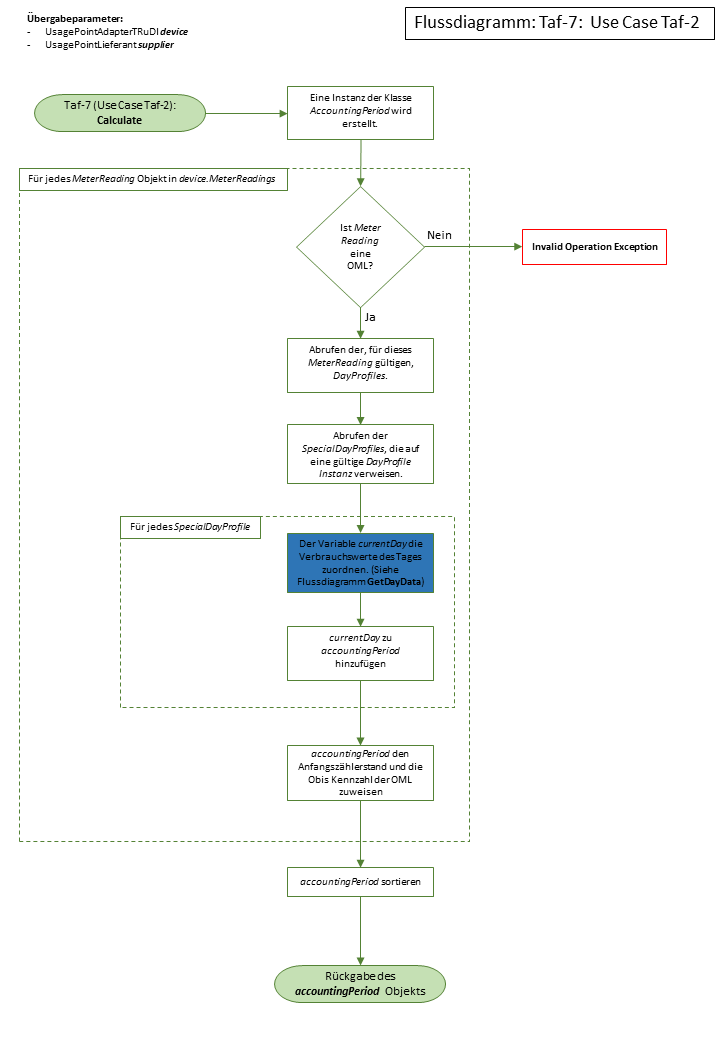 Übergabeparameter:
- UsagePointAdapterTRuDI device
- UsagePointLieferant supplier
Flussdiagramm: Taf-7: Use Case Taf-2
Taf-7 (Use Case Taf-2):
Calculate
Eine Instanz der Klasse
AccountingPeriod wird
erstellt.
Für jedes MeterReading Objekt in device.MeterReadings
Ist Meter
Reading
eine
OML?
Nein
Invalid Operation Exception
Ja
Abrufen der, für dieses
MeterReading gültigen,
DayProfiles.
Abrufen der
SpecialDayProfiles, die auf
eine gültige DayProfile
Instanz verweisen.
Für jedes SpecialDayProfile
Der Variable currentDay die
Verbrauchswerte des Tages
zuordnen. (Siehe
Flussdiagramm GetDayData)
currentDay zu
accountingPeriod
hinzufügen
accountingPeriod den
Anfangszählerstand und die
Obis Kennzahl der OML
zuweisen
accountingPeriod sortieren
Rückgabe des
accountingPeriod Objekts